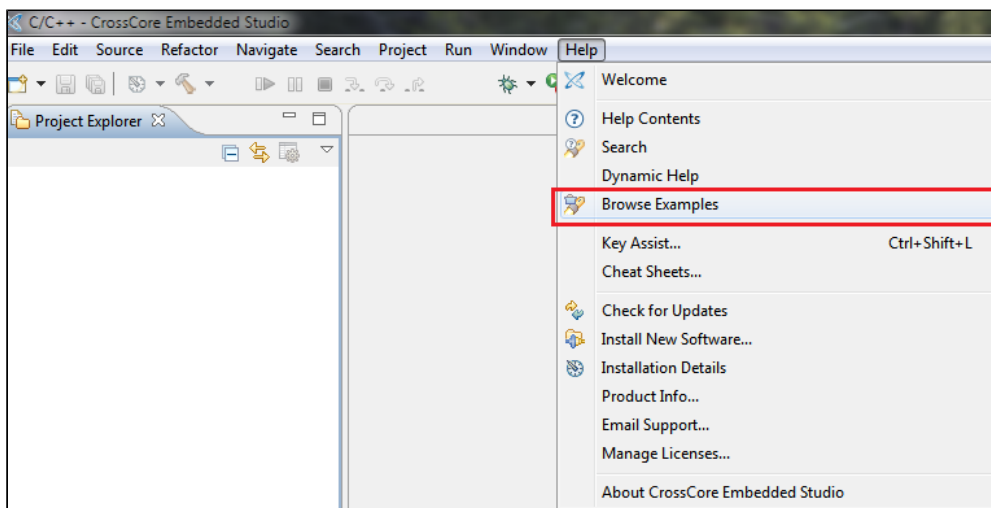 C/C++ - CrossCore Embedded Studio
File Edit Source Refactor Navigate Search Project Run Window Help
Welcome
Project Explorer
Help Contents
Search
Dynamic Help
Browse Examples
Key Assist... Ctrl+Shift+L
Cheat Sheets...
Check for Updates
Install New Software...
Installation Details
Product Info...
Email Support...
Manage Licenses...
About CrossCore Embedded Studio